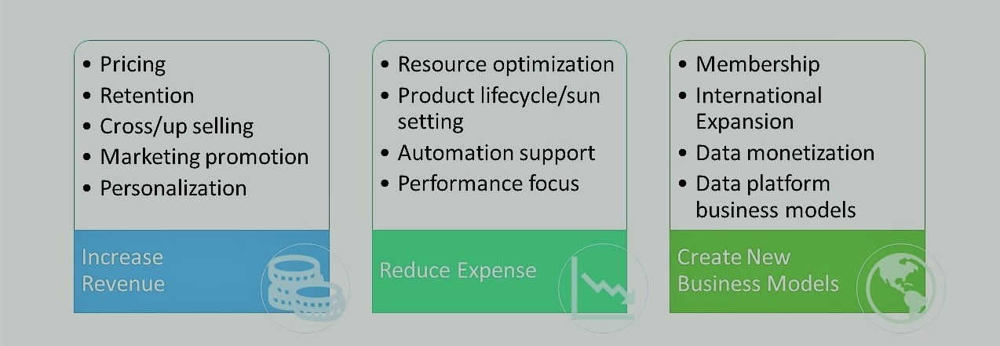 • Pricing
• Retention
• Cross/up selling
• Marketing promotion
• Personalization
Increase
Revenue
• Resource optimization
• Product lifecycle/sun
setting
• Automation support
• Performance focus
Reduce Expense
• Membership
• International
Expansion
• Data monetization
• Data platform
business models
Create New
Business Models